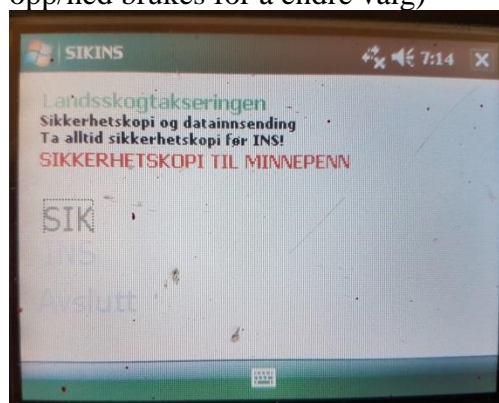 opp/ned brukes for å endre valg)
SIKINS 7:14
Landsskogtakseringen
Sikkerhetskopi og datainnsending
Ta alltid sikkerhetskopi før INS!
SIKKERHETSKOPI TIL MINNEPENN
SIK
INS
Avslutt